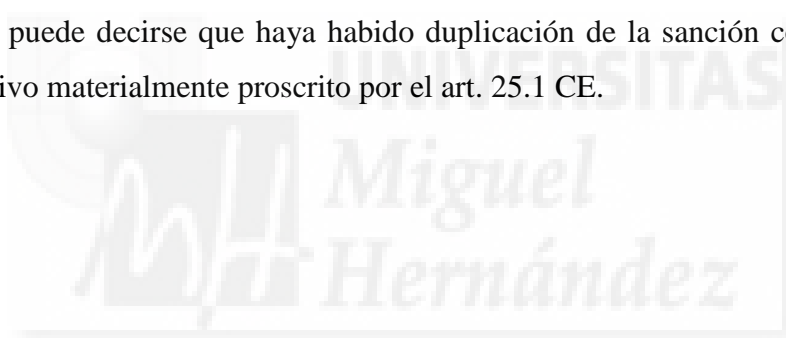 puede decirse que haya habido duplicación de la sanción
materialmente proscrito por el art. 25.1 CE.
UNIVERSITAS
Miguel
Hernández